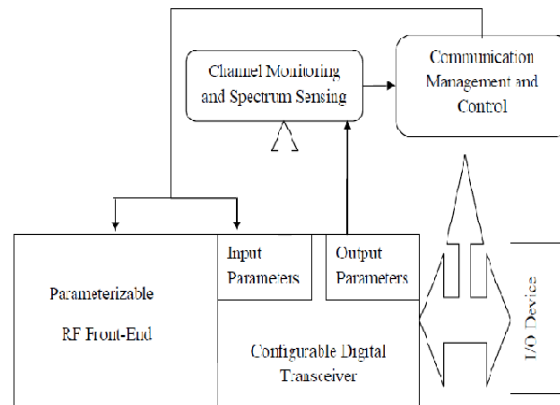 Channel Monitoring
and Spectrum Sensing
Communication
Management and
Control
Input
Parameters
Output
Parameters
Parameterizable
RF Front-End
Configurable Digital
Transceiver
I/O Device